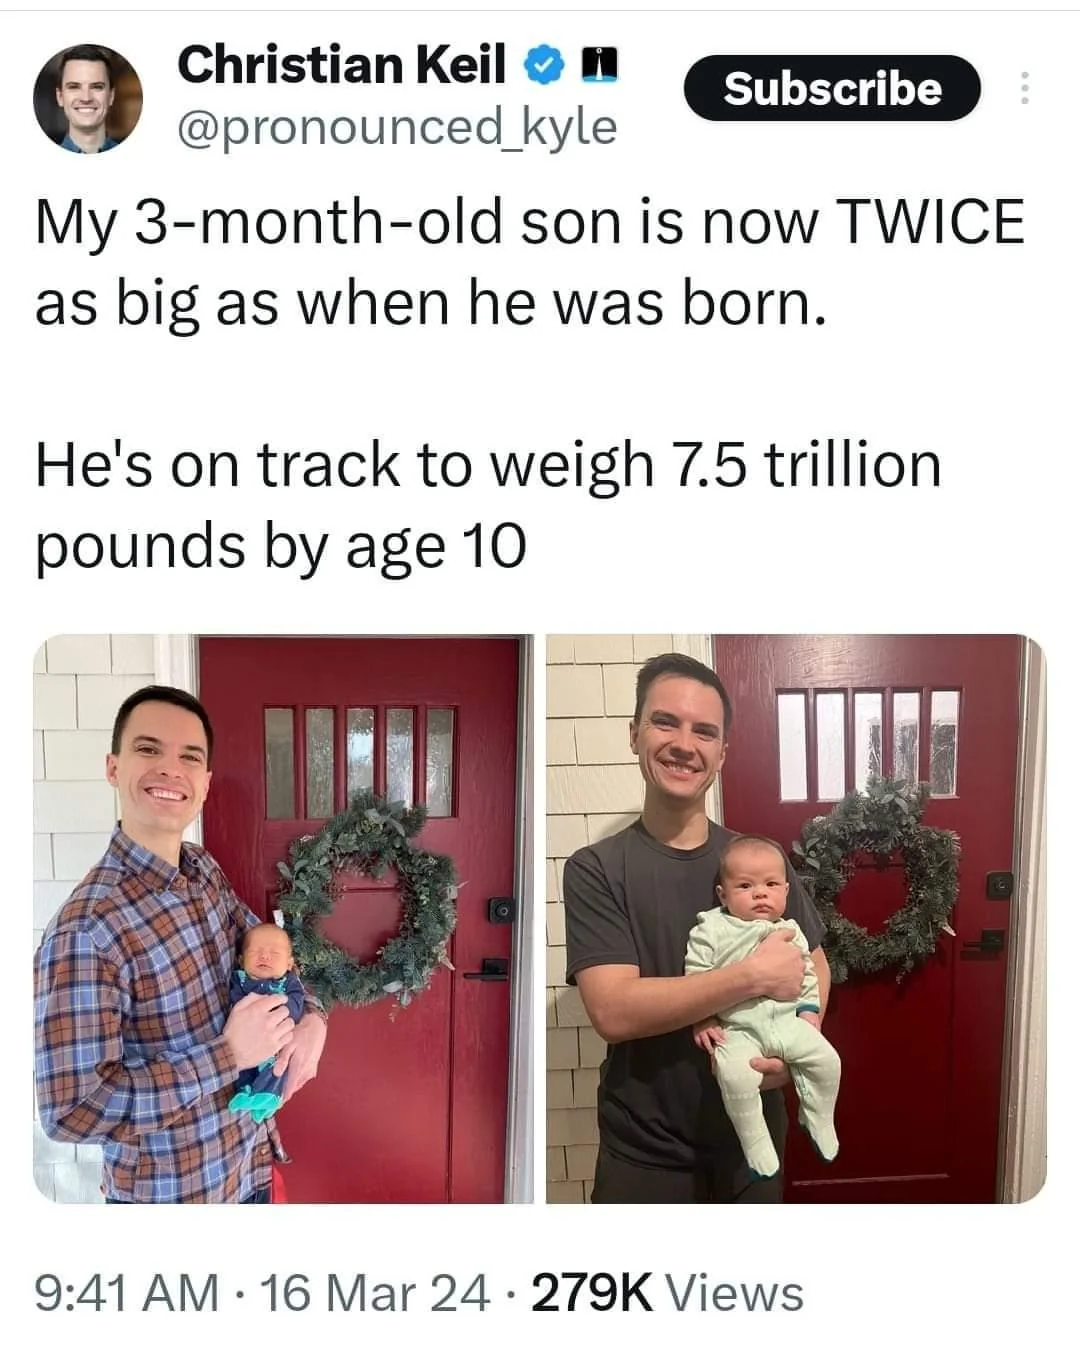 Christian Keil
Subscribe
@pronounced_kyle
My 3-month-old son is now TWICE
as big as when he was born.
He's on track to weigh 7.5 trillion
pounds by age 10
9:41 AM · 16 Mar 24 · 279K Views